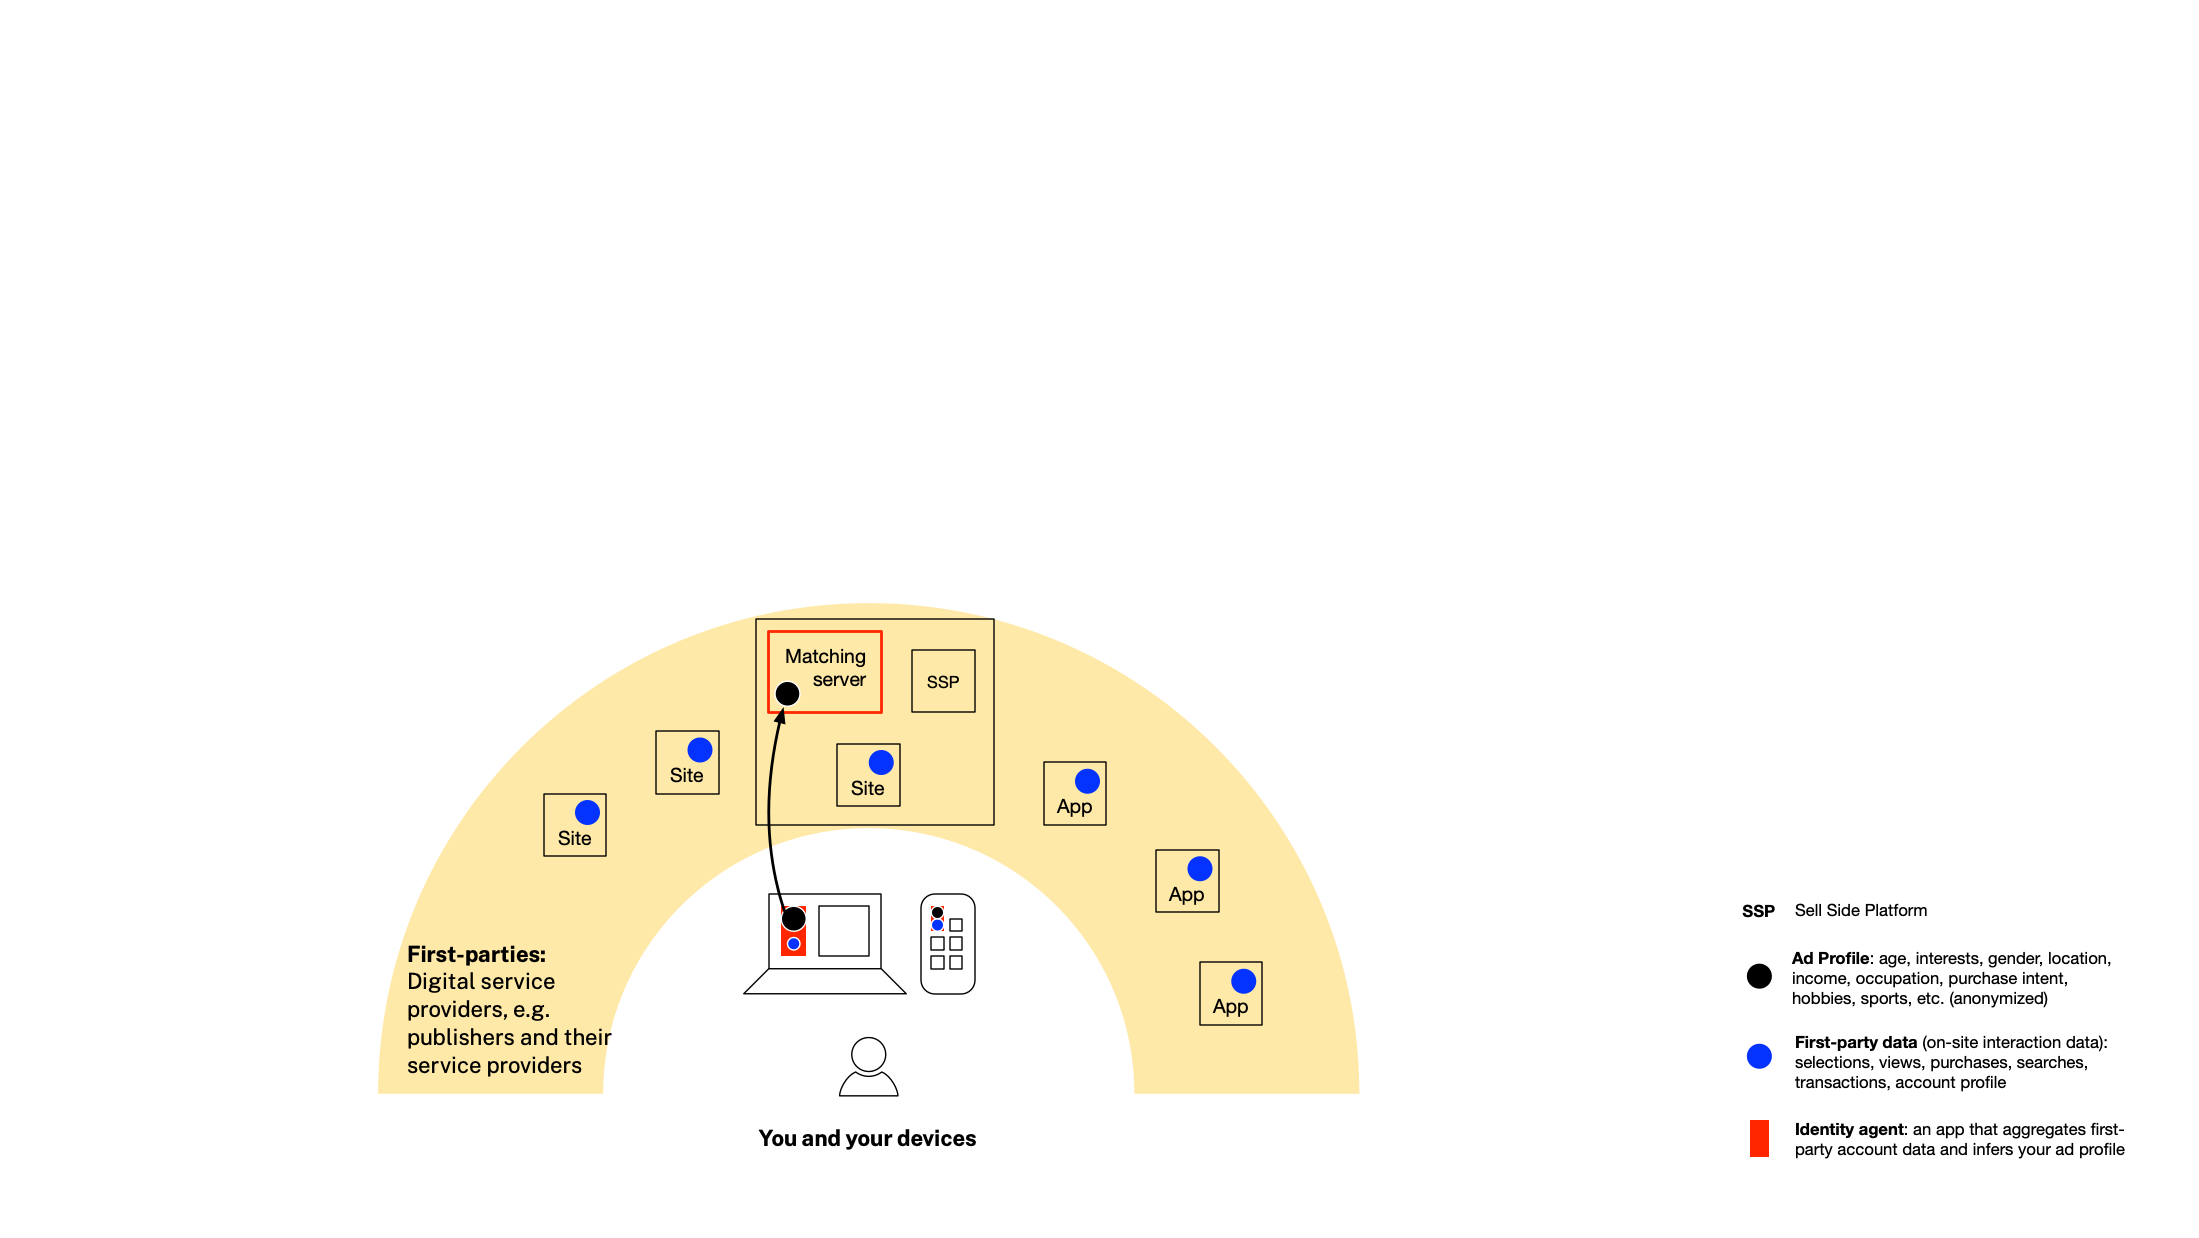 Matching
server
SSP
Site
Site
Site
App
App
App
First-parties:
Digital service
providers, e.g.
publishers and their
service providers
You and your devices
SSP Sell Side Platform
Ad Profile: age, interests, gender, location,
income, occupation, purchase intent,
hobbies, sports, etc. (anonymized)
First-party data (on-site interaction data):
selections, views, purchases, searches,
transactions, account profile
Identity agent: an app that aggregates first-
party account data and infers your ad profile